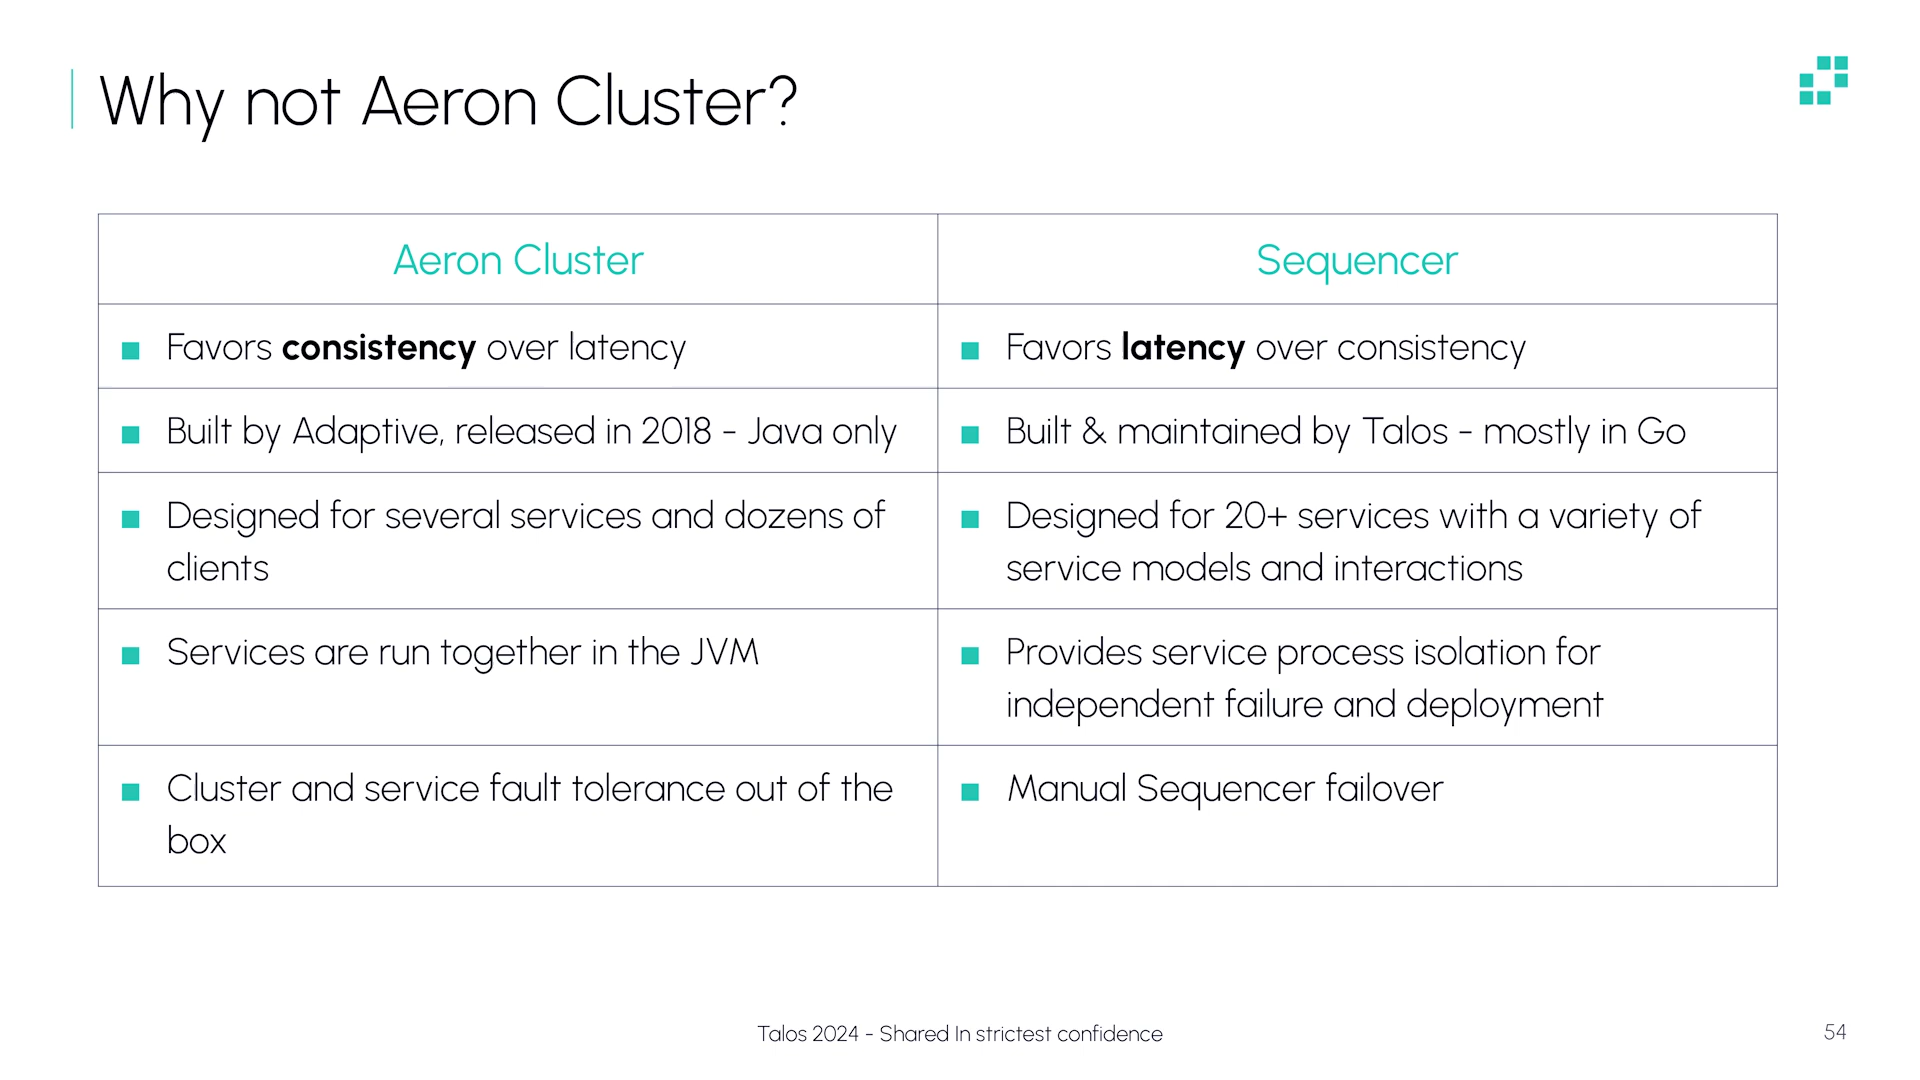 Why not Aeron Cluster?
Aeron Cluster
Sequencer
Favors consistency over latency
Favors latency over consistency
Built by Adaptive, released in 2018 - Java only
Built & maintained by Talos - mostly in Go
Designed for several services and dozens of
clients
Designed for 20+ services with a variety of
service models and interactions
Services are run together in the JVM
Provides service process isolation for
independent failure and deployment
Cluster and service fault tolerance out of the
box
Manual Sequencer failover
Talos 2024 - Shared In strictest confidence
54